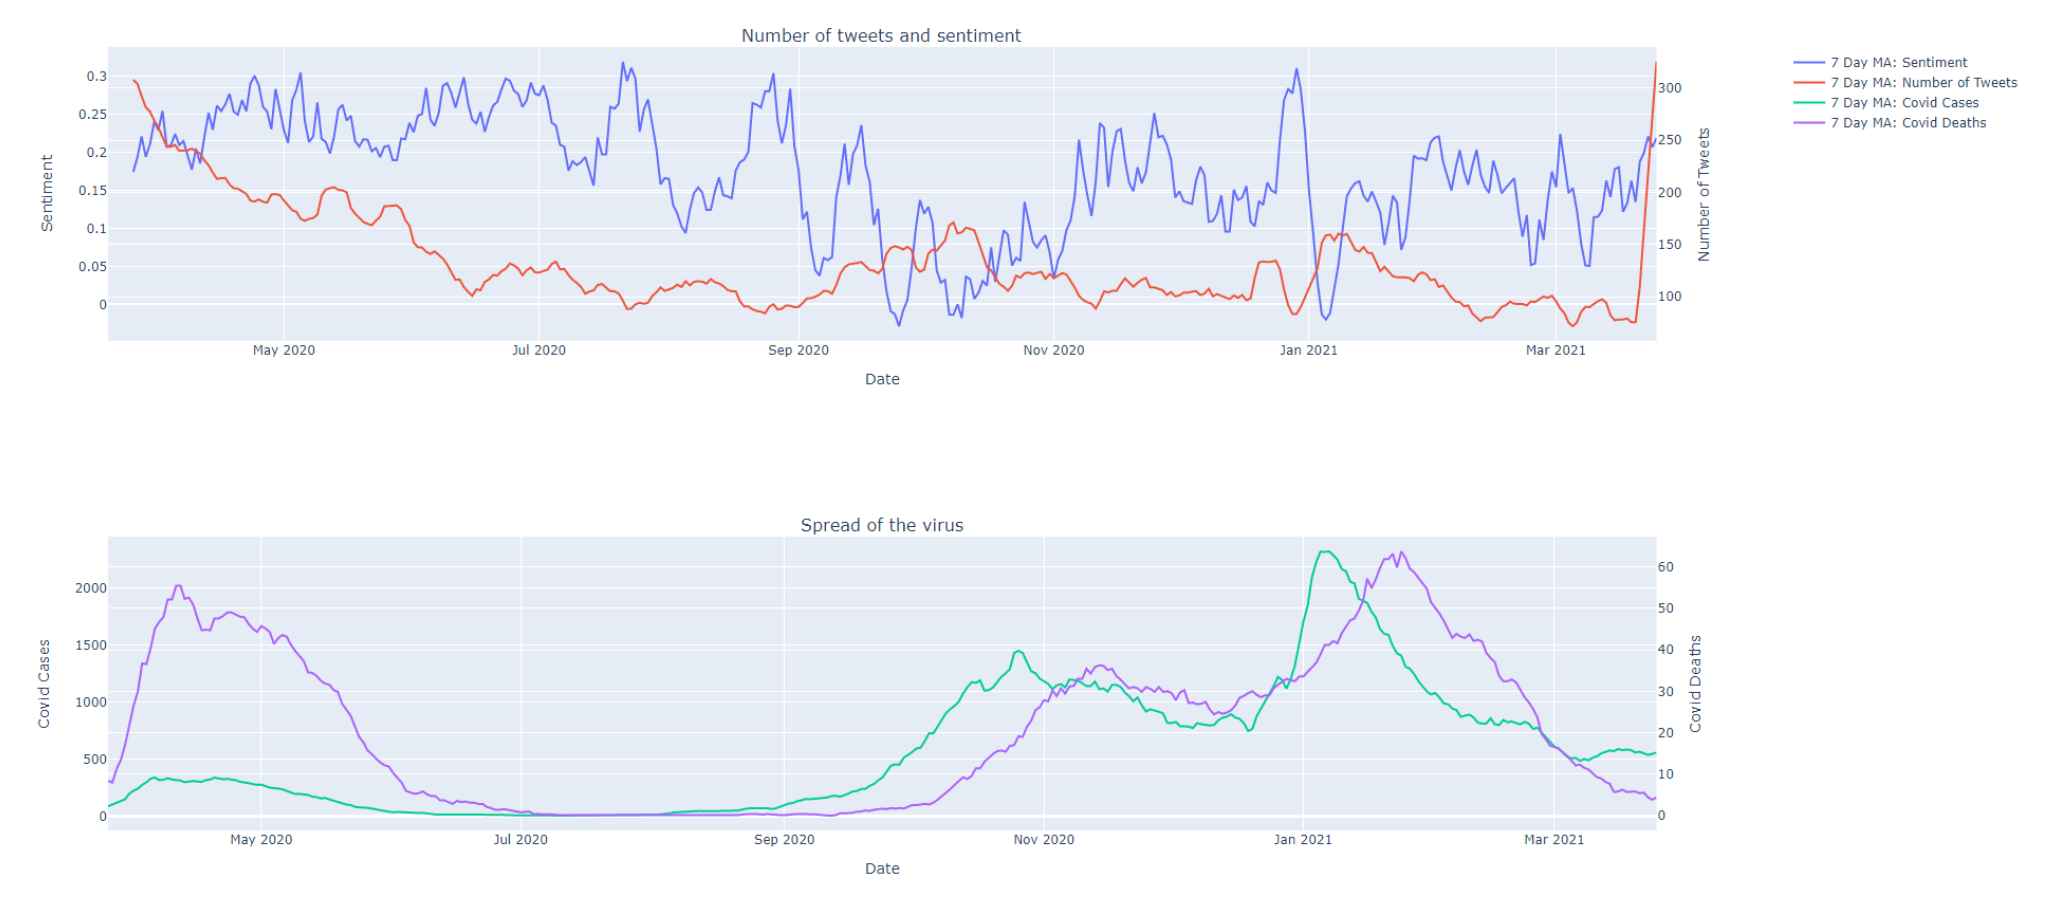 Number of tweets and sentiment
7 Day MA: Sentiment
7 Day MA: Number of Tweets
7 Day MA: Covid Cases
7 Day MA: Covid Deaths
Sentiment
0.3
0.25
0.2
0.15
0.1
0.05
0
300
250
200
150
100
Number of Tweets
May 2020
Jul 2020
Sep 2020
Nov 2020
Jan 2021
Mar 2021
Date
Spread of the virus
Covid Cases
2000
1500
1000
500
0
60
50
40
30
20
10
0
Covid Deaths
May 2020
Jul 2020
Sep 2020
Nov 2020
Jan 2021
Mar 2021
Date